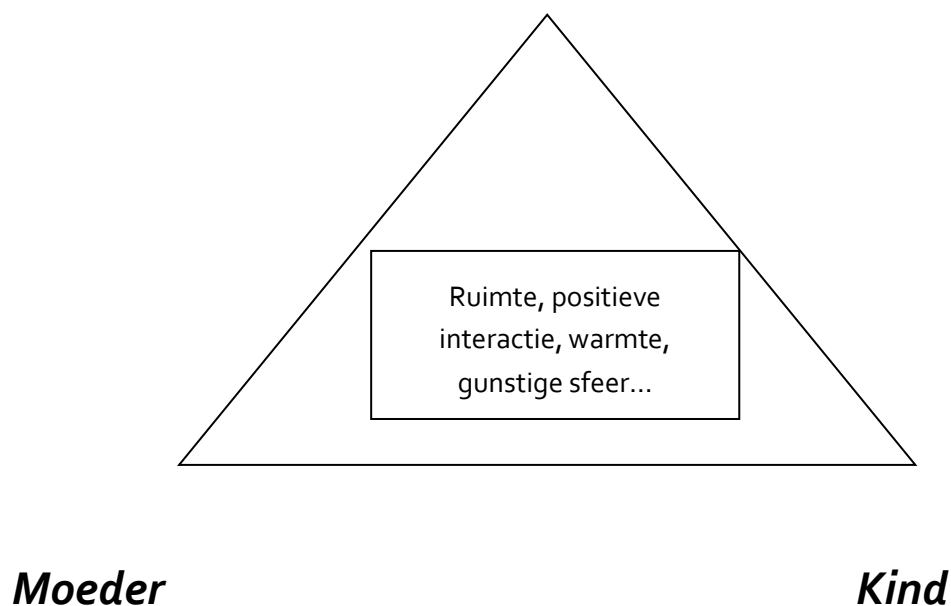 Ruimte, positieve
interactie, warmte,
gunstige sfeer...
Moeder Kind